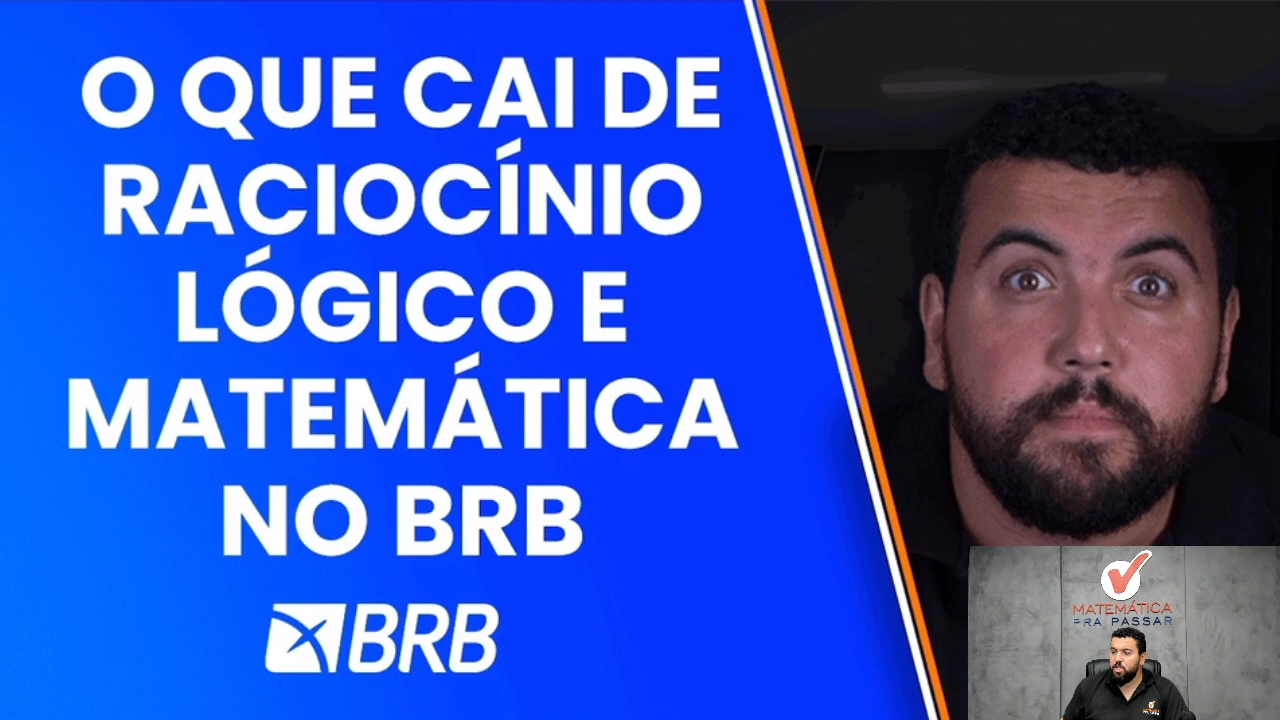 O QUE CAI DE
RACIOCÍNIO
LÓGICO E
MATEMÁTICA
NO BRB
BRB
MATEMÁTICA
PRA PASSAR